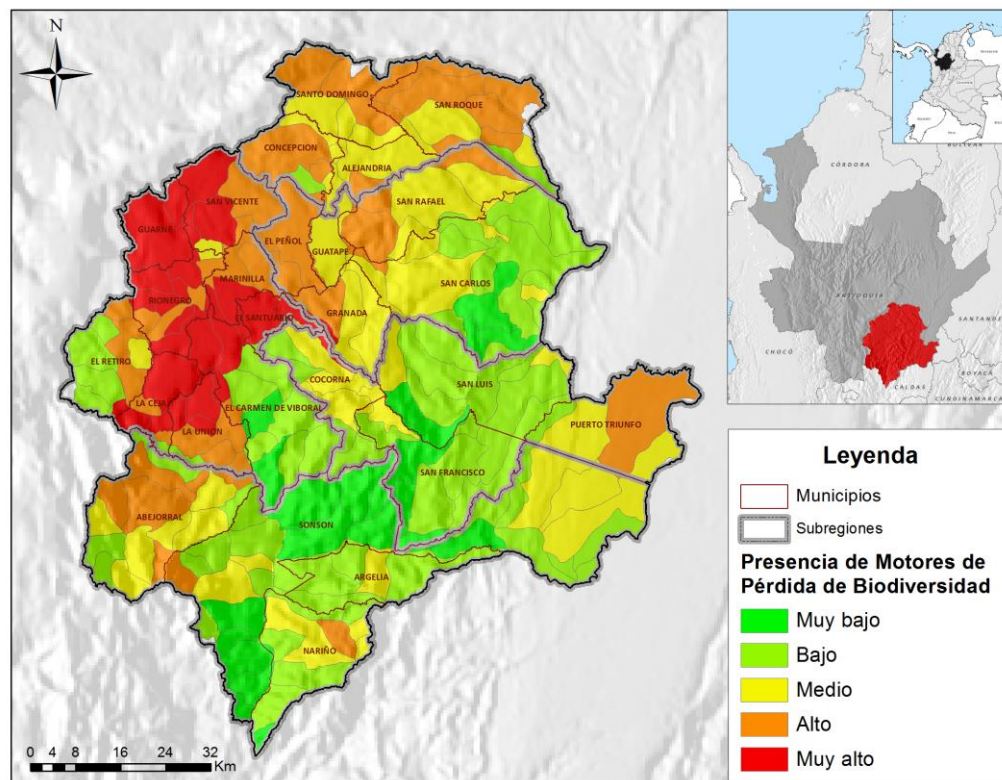 N
SANTO DOMINGO
SAN ROQUE
CONCEPCION
ALEJANDRIA
SAN VICENTE
SAN RAFAEL
GUARNE
EL PEÑOL
GUATAPE
MARINILLA
SAN CARLOS
RIONEGRO
EL SANTUARIO
GRANADA
EL RETIRO
COCORNA
SAN LUIS
LA CEJA
EL CARMEN DE VIBORAL
PUERTO TRIUNFO
LA UNION
SAN FRANCISCO
ABEJORRAL
SONSON
ARGELIA
NARIÑO
0 4 8 16 24 32
Km
CÓRDOBA
BOLÍVAR
ANTIOQUIA
SANTANDER
CHOCÓ
BOYACÁ
CALDAS
CUNDINAMARCA
Leyenda
Municipios
Subregiones
Presencia de Motores de
Pérdida de Biodiversidad
Muy bajo
Bajo
Medio
Alto
Muy alto